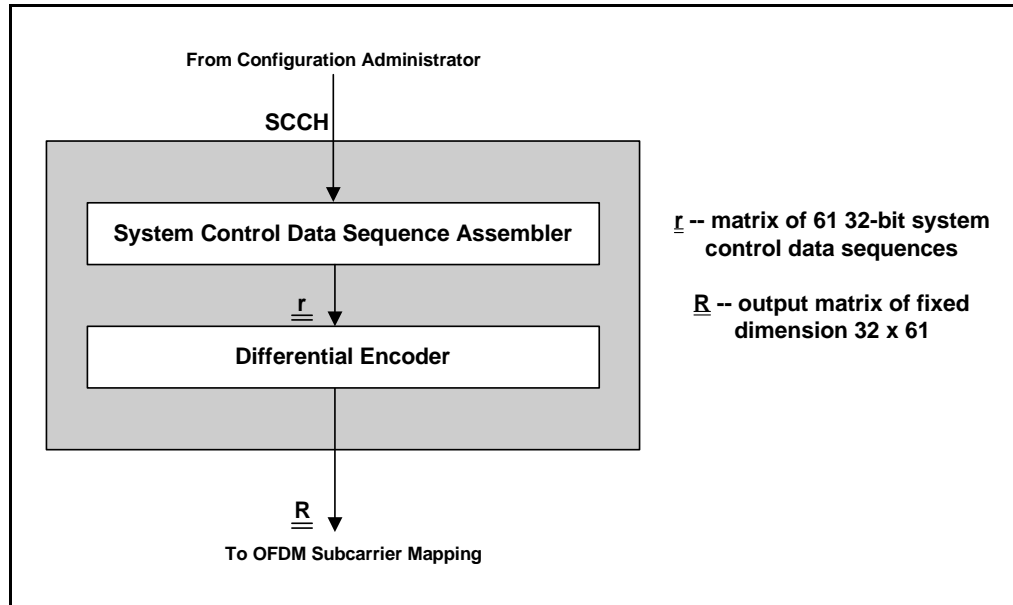 From Configuration Administrator
SCCH
System Control Data Sequence Assembler
r
Differential Encoder
R
To OFDM Subcarrier Mapping
r -- matrix of 61 32-bit system
control data sequences
R -- output matrix of fixed
dimension 32 x 61